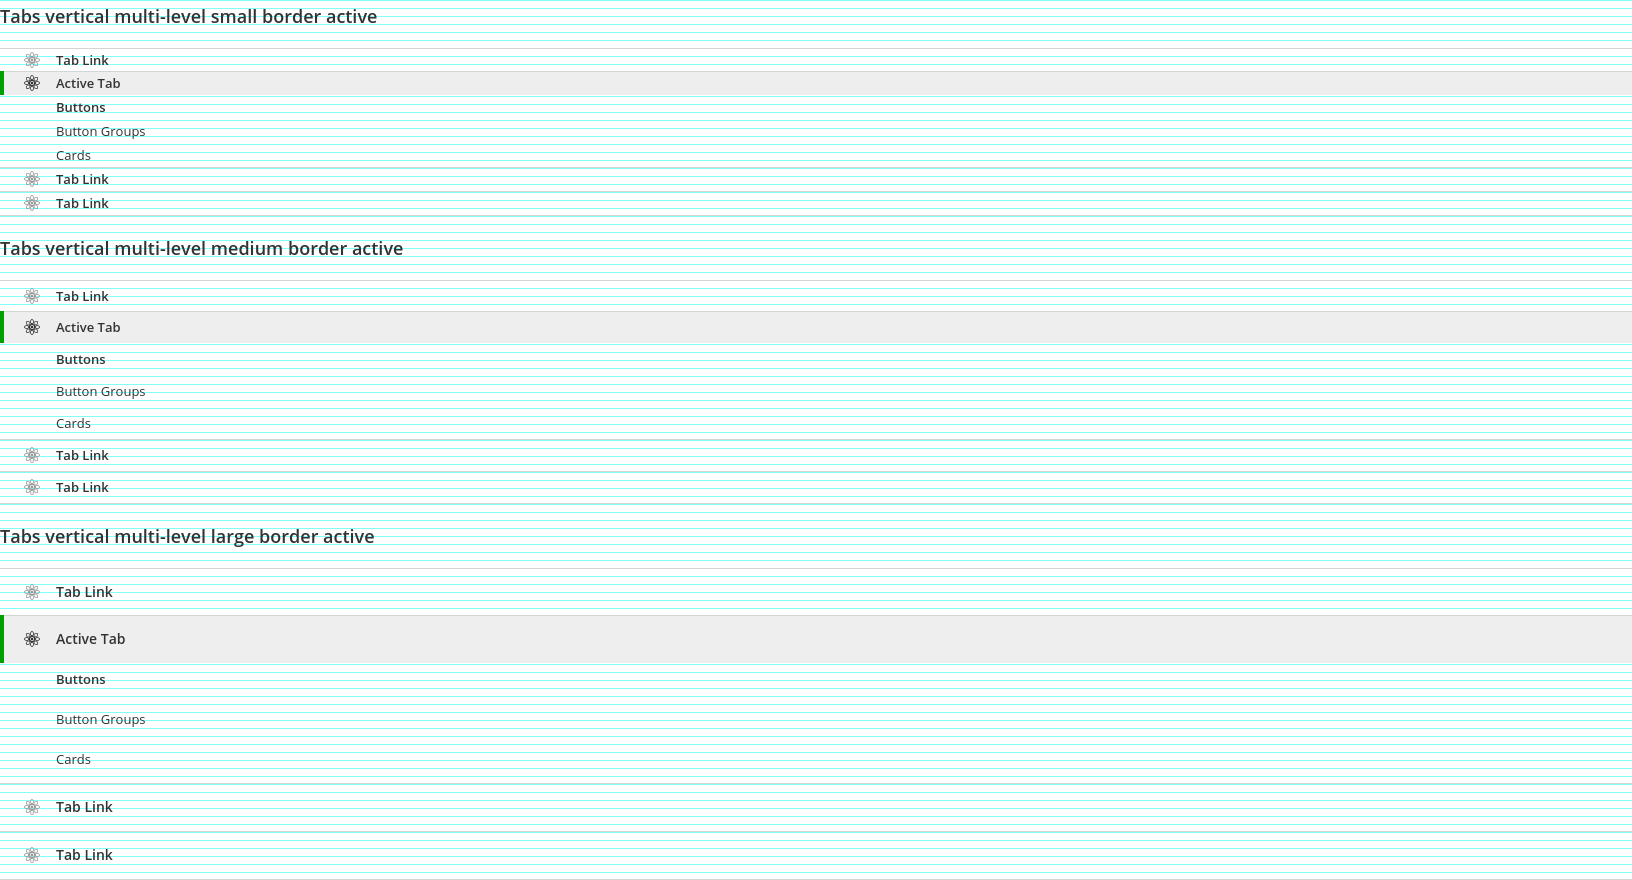 Tabs vertical multi-level small border active
Tab Link
Active Tab
Buttons
Button Groups
Cards
Tab Link
Tab Link
Tabs vertical multi-level medium border active
Tab Link
Active Tab
Buttons
Button Groups
Cards
Tab Link
Tab Link
Tabs vertical multi-level large border active
Tab Link
Active Tab
Buttons
Button Groups
Cards
Tab Link
Tab Link